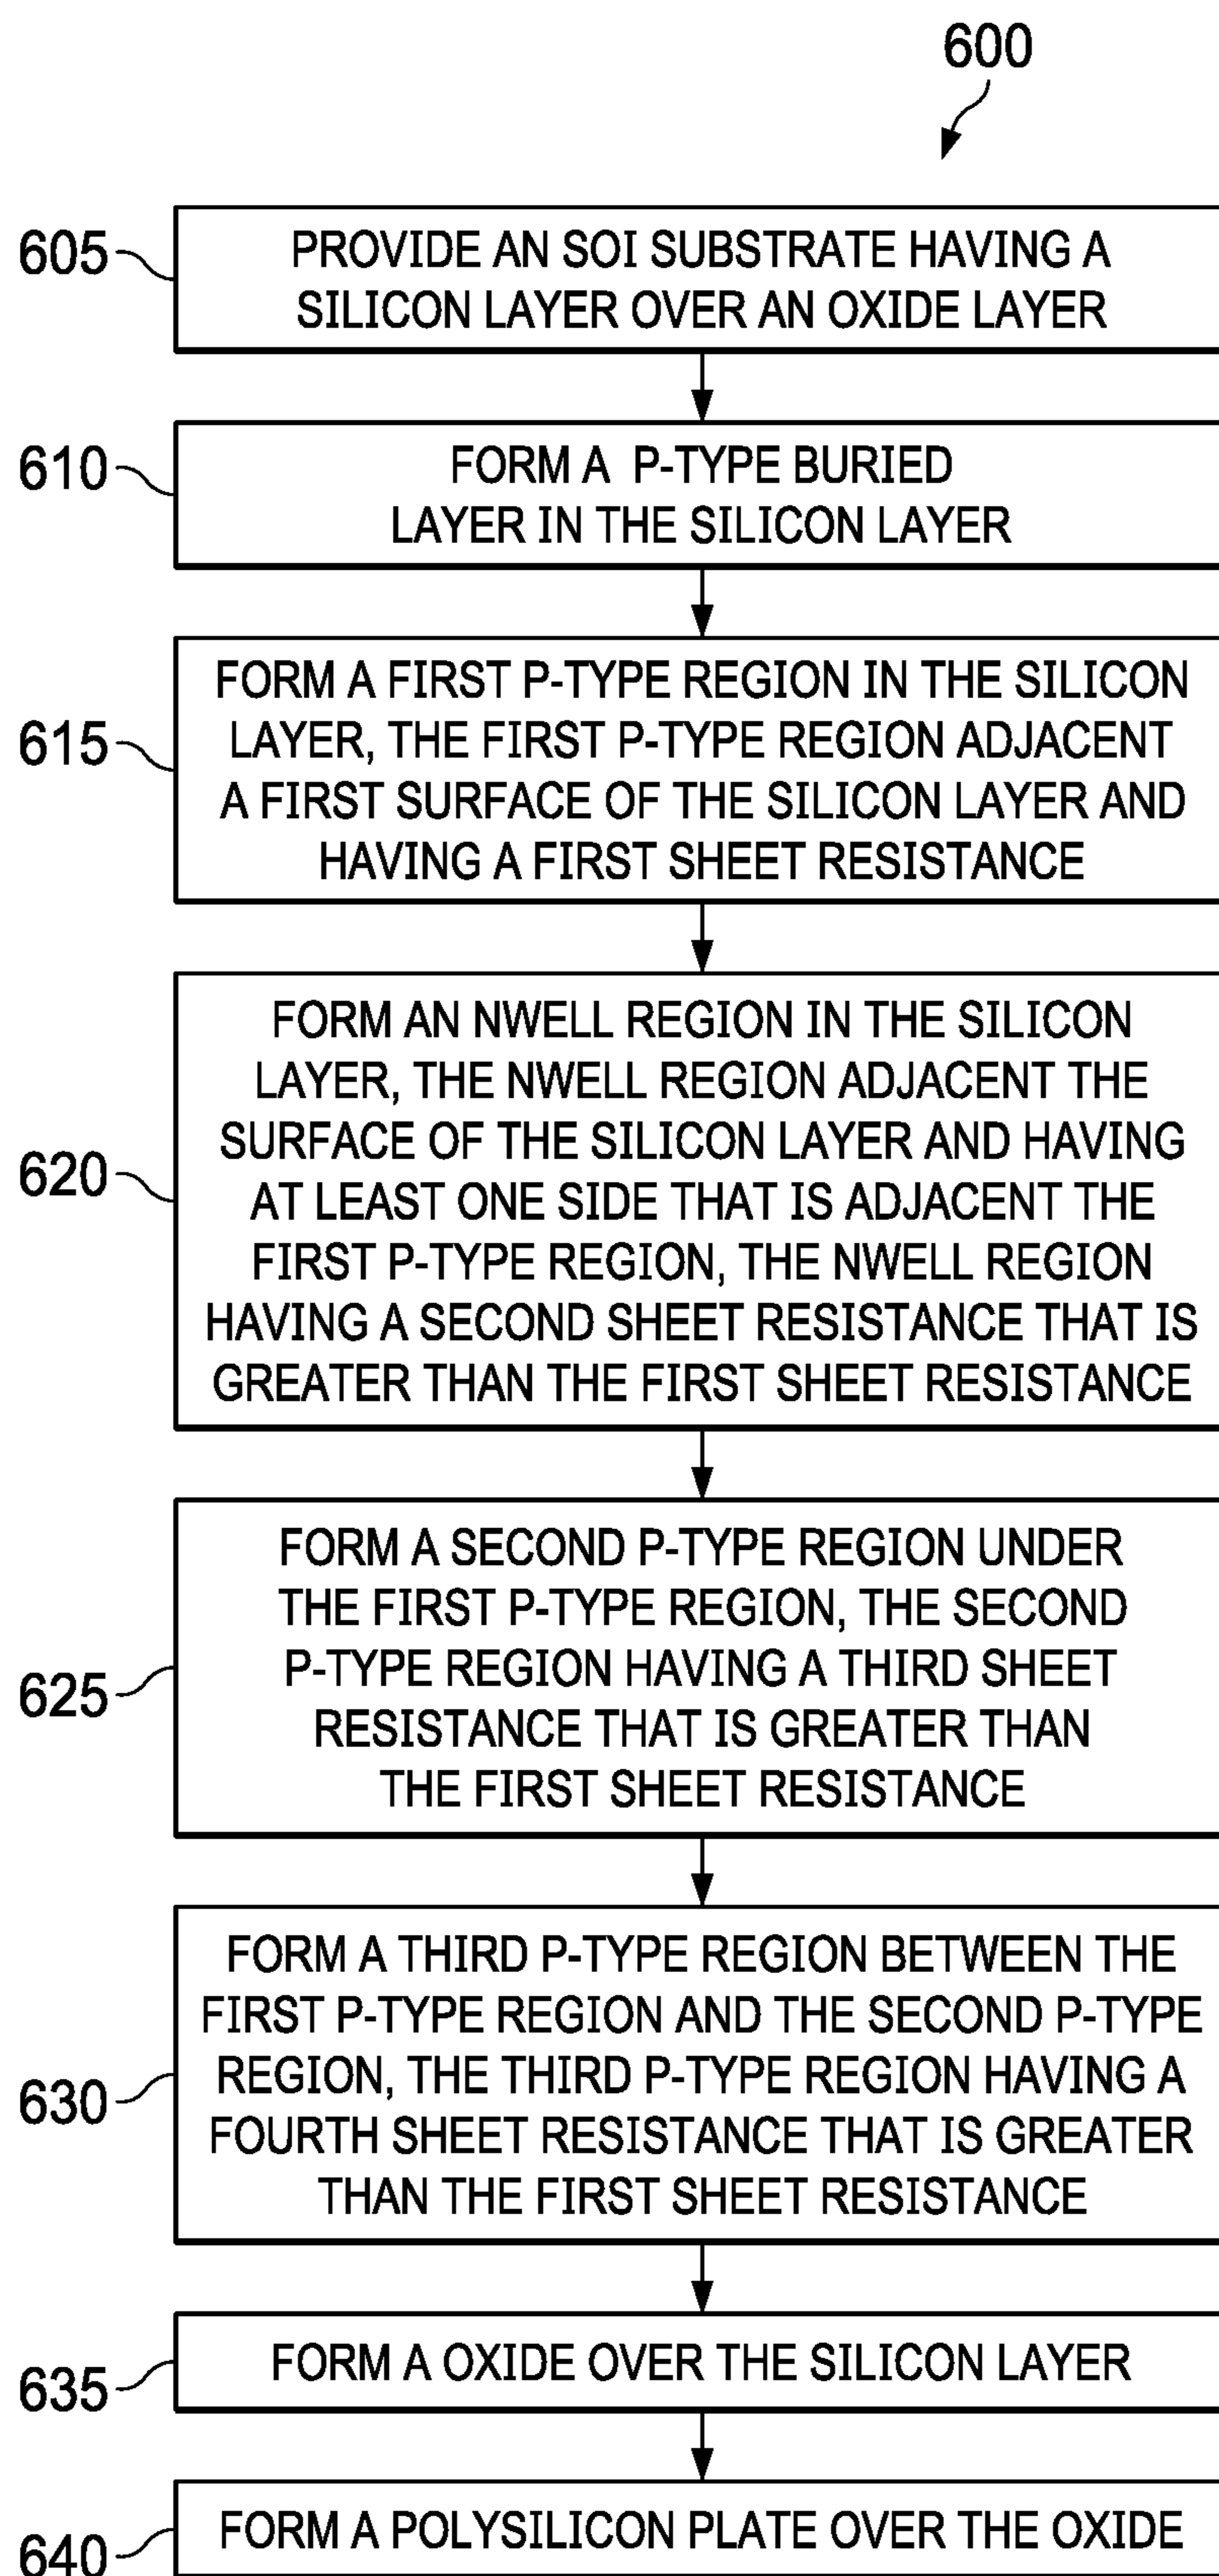 600
605
PROVIDE AN SOI SUBSTRATE HAVING A
SILICON LAYER OVER AN OXIDE LAYER
610
FORM A P-TYPE BURIED
LAYER IN THE SILICON LAYER
615
FORM A FIRST P-TYPE REGION IN THE SILICON
LAYER, THE FIRST P-TYPE REGION ADJACENT
A FIRST SURFACE OF THE SILICON LAYER AND
HAVING A FIRST SHEET RESISTANCE
620
FORM AN NWELL REGION IN THE SILICON
LAYER, THE NWELL REGION ADJACENT THE
SURFACE OF THE SILICON LAYER AND HAVING
AT LEAST ONE SIDE THAT IS ADJACENT THE
FIRST P-TYPE REGION, THE NWELL REGION
HAVING A SECOND SHEET RESISTANCE THAT IS
GREATER THAN THE FIRST SHEET RESISTANCE
625
FORM A SECOND P-TYPE REGION UNDER
THE FIRST P-TYPE REGION, THE SECOND
P-TYPE REGION HAVING A THIRD SHEET
RESISTANCE THAT IS GREATER THAN
THE FIRST SHEET RESISTANCE
630
FORM A THIRD P-TYPE REGION BETWEEN THE
FIRST P-TYPE REGION AND THE SECOND P-TYPE
REGION, THE THIRD P-TYPE REGION HAVING A
FOURTH SHEET RESISTANCE THAT IS GREATER
THAN THE FIRST SHEET RESISTANCE
635
FORM A OXIDE OVER THE SILICON LAYER
640
FORM A POLYSILICON PLATE OVER THE OXIDE